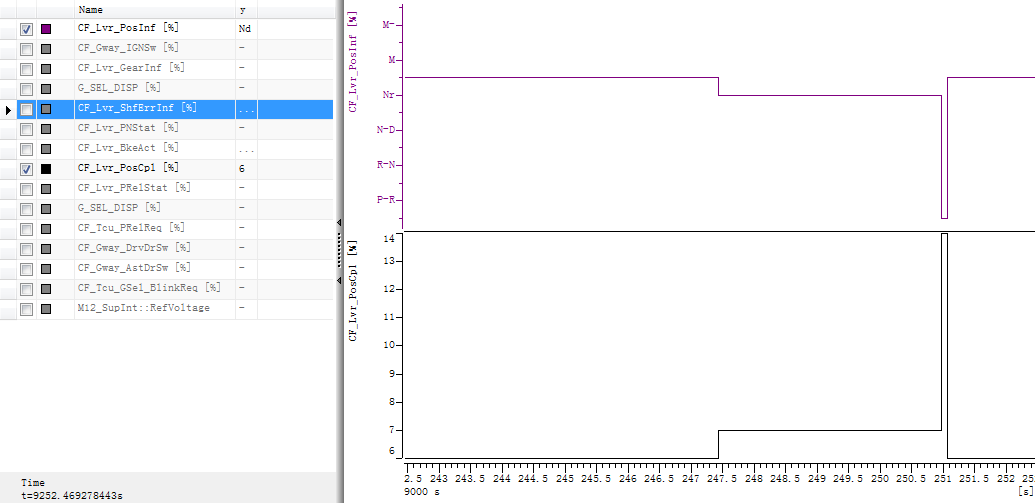 Name y
CF_Lvr_PosInf [%] Nd
CF_Gway_IGNSw [%] -
CF_Lvr_GearInf [%] -
G_SEL_DISP [%] -
CF_Lvr_ShfErrInf [%] ...
CF_Lvr_PNStat [%] -
CF_Lvr_BkeAct [%] ...
CF_Lvr_PosCpl [%] 6
CF_Lvr_PRelStat [%] -
G_SEL_DISP [%] -
CF_Tcu_PRelReq [%] -
CF_Gway_DrvDrSw [%] -
CF_Gway_AstDrSw [%] -
CF_Tcu_GSel_BlinkReq [%] -
M12_SupInt::RefVoltage -
Time
t=9252.469278443s
CF_Lvr_PosInf [%]
M-
M
Nr
N-D
R-N
P-R
CF_Lvr_PosCpl [%]
14
13
12
11
10
9
8
7
6
2.5 243 243.5 244 244.5 245 245.5 246 246.5 247 247.5 248 248.5 249 249.5 250 250.5 251 251.5 252 25
9000 s [s]